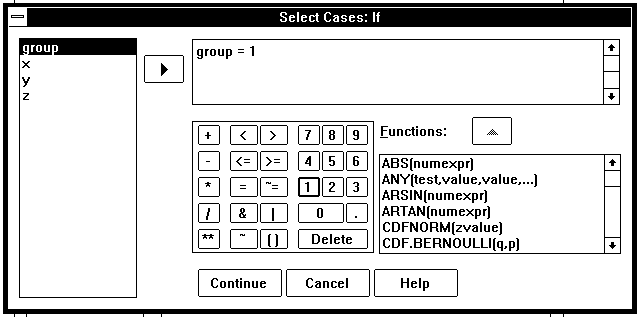 Select Cases: If
group
x
y
z
group = 1
+ < > 7 8 9
- <= >= 4 5 6
* = ~= 1 2 3
/ & | 0 .
** ~ () Delete
Functions:
ABS(numexpr)
ANY(test,value,value,...)
ARSIN(numexpr)
ARTAN(numexpr)
CDFNORM(zvalue)
CDF.BERNOULLI(q,p)
Continue Cancel Help